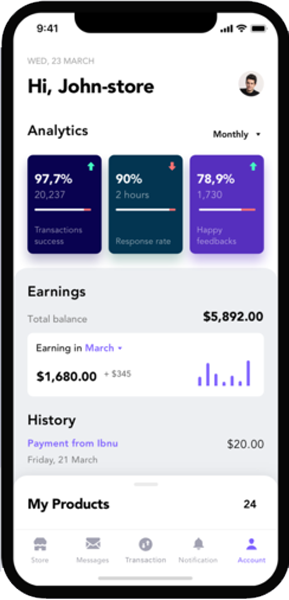 9:41
WED, 23 MARCH
Hi, John-store
Analytics
Monthly
97,7% 90% 78,9%
20,237 2 hours 1,730
Transactions success
Response rate
Happy feedbacks
Earnings
Total balance $5,892.00
Earning in March
$1,680.00 + $345
History
Payment from Ibnu $20.00
Friday, 21 March
My Products 24
Store Messages Transaction Notification Account